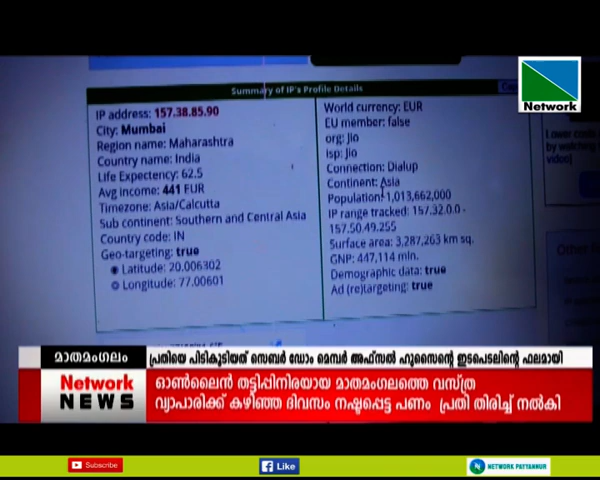 Summary of IP's Profile Details
IP address: 157.38.85.90
City: Mumbai
Region name: Maharashtra
Country name: India
Life Expectency: 62.5
Avg income: 441 EUR
Timezone: Asia/Calcutta
Sub continent: Southern and Central Asia
Country code: IN
Geo-targeting: true
Latitude: 20.006302
Longitude: 77.00601
World currency: EUR
EU member: false
org: Jio
isp: Jio
Connection: Dialup
Continent: Asia
Population: 1,013,662,000
IP range tracked: 157.32.0.0 -
157.50.49.255
Surface area: 3,287,263 km sq.
GNP: 447,114 mln.
Demographic data: true
Ad (re)targeting: true
Network
Lower costs
by watching
video]
മാതമംഗലം
പ്രതിയെ പിടികൂടിയത് സൈബർ ഡോം മെമ്പർ അഫ്സൽ ഹുസൈന്റെ ഇടപെടലിന്റെ ഫലമായി
Network
NEWS
ഓൺലൈൻ തട്ടിപ്പിനിരയായ മാതമംഗലത്തെ വസ്ത്ര
വ്യാപാരിക്ക് കഴിഞ്ഞ ദിവസം നഷ്ടപ്പെട്ട പണം പ്രതി തിരിച്ച് നൽകി
Subscribe
Like
NETWORK PAYYANNUR